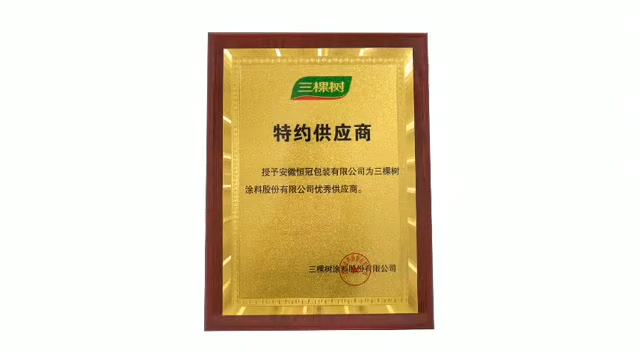 三棵树
特约供应商
授予安徽恒冠包装有限公司为三棵树
涂料股份有限公司优秀供应商。
三棵树涂料股份有限公司